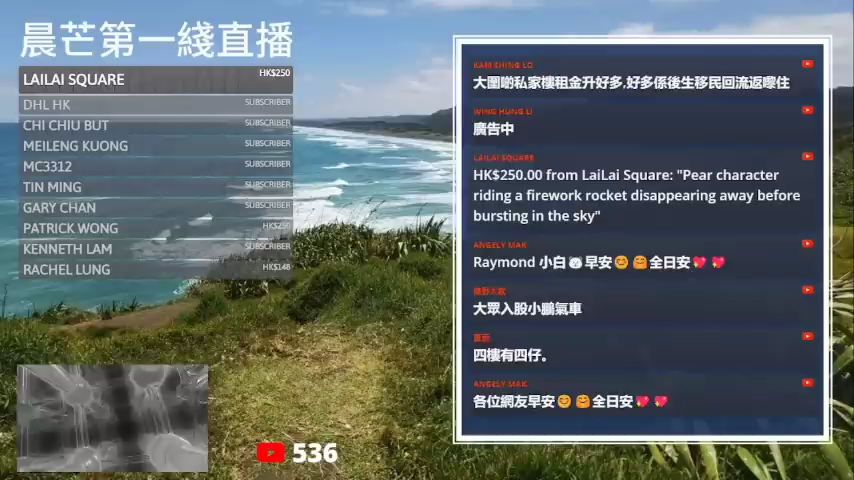 晨芒第一綫直播
LAILAI SQUARE HK$250
DHL HK SUBSCRIBER
CHI CHIU BUT SUBSCRIBER
MEILENG KUONG SUBSCRIBER
MC3312 SUBSCRIBER
TIN MING SUBSCRIBER
GARY CHAN SUBSCRIBER
PATRICK WONG HK$250
KENNETH LAM SUBSCRIBER
RACHEL LUNG HK$148
536
KAM SHING LO
大圍啲私家樓租金升好多,好多係後生移民回流返嚟住
WING HUNG LI
廣告中
LAILAI SQUARE
HK$250.00 from LaiLai Square: "Pear character
riding a firework rocket disappearing away before
bursting in the sky"
ANGELY MAK
Raymond 小白🐻‍❄️早安😊 🤗 全日安💖 💖
大眾入股小鵬氣車
四樓有四仔。
ANGELY MAK
各位網友早安😊 🤗 全日安💖 💖